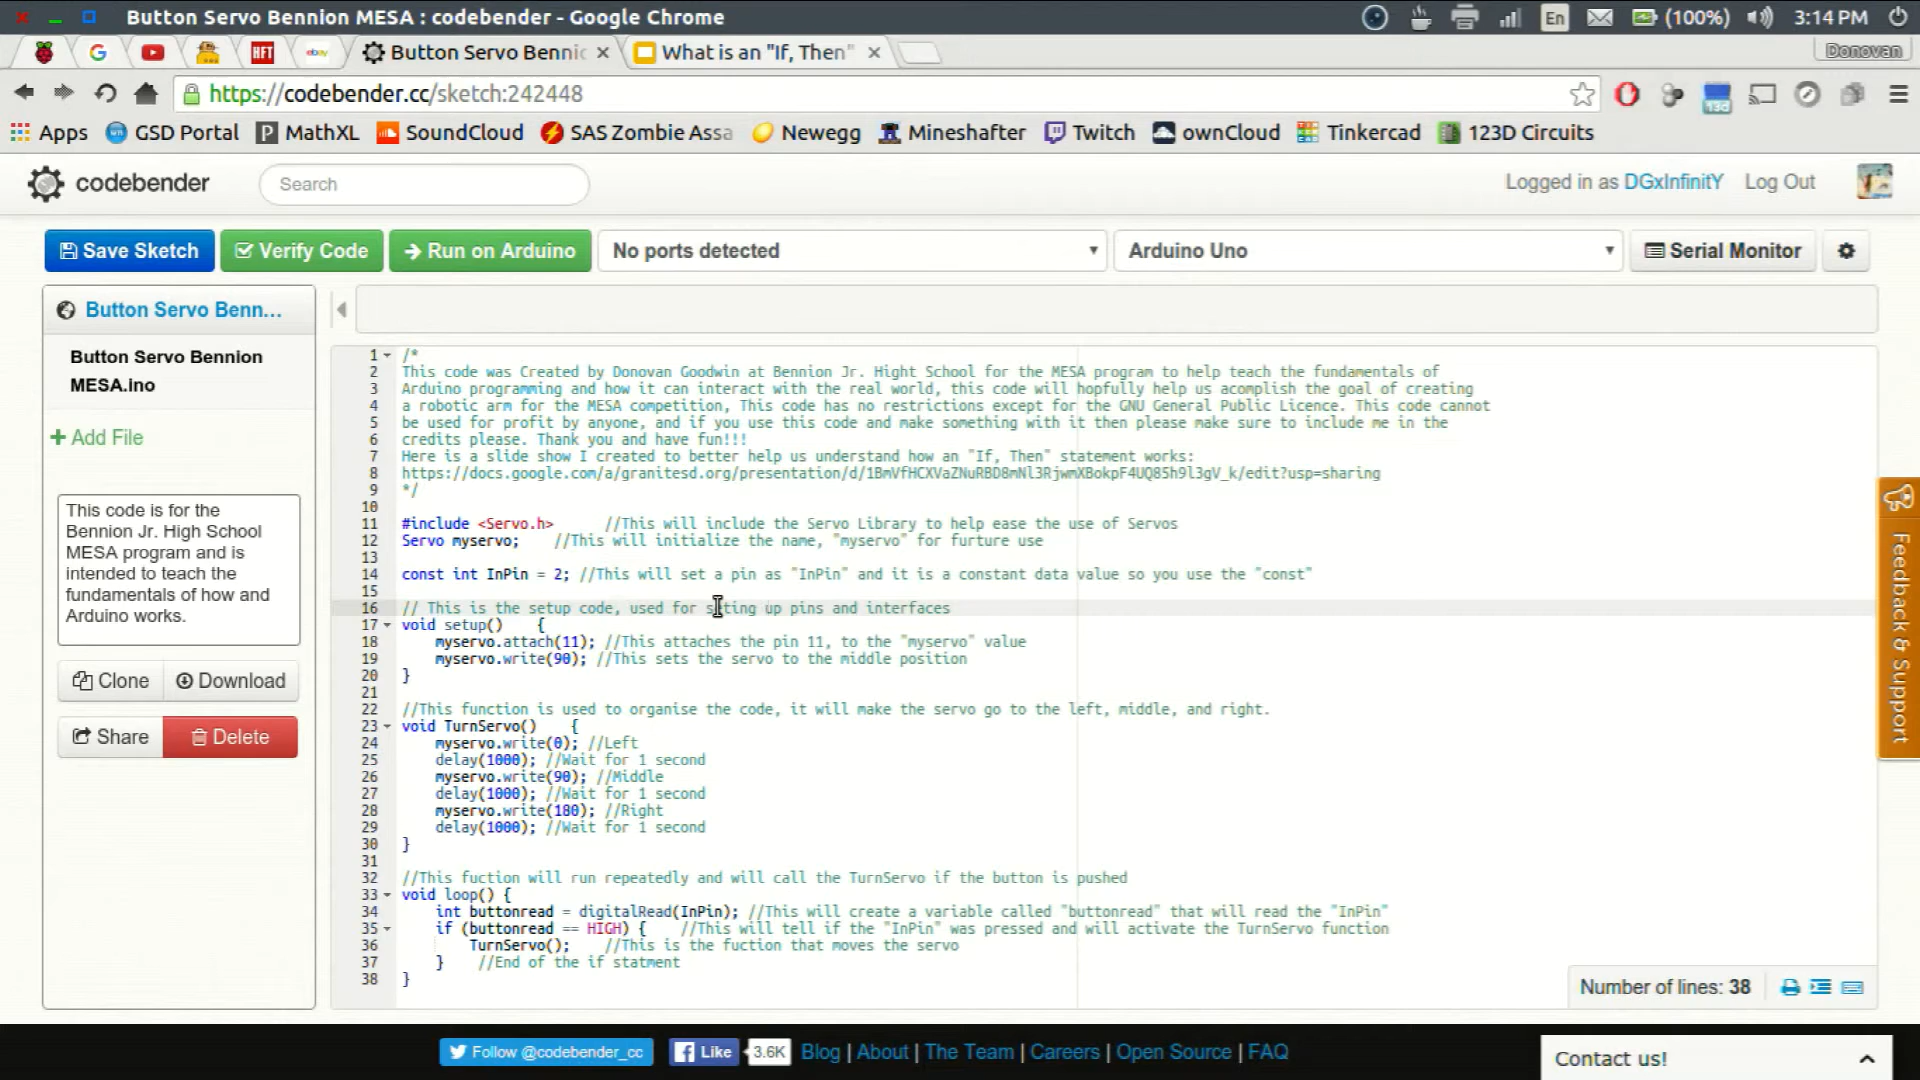 Button Servo Bennion MESA : codebender - Google Chrome
En
(100%)
3:14 PM
HFT
ebay
Button Servo Bennic
What is an "If, Then"
Donovan
https://codebender.cc/sketch:242448
13d
Apps
GSD Portal
MathXL
SoundCloud
SAS Zombie Assa
Newegg
Mineshafter
Twitch
ownCloud
Tinkercad
123D Circuits
codebender
Search
Logged in as DGxInfinitY
Log Out
Save Sketch
Verify Code
Run on Arduino
No ports detected
Arduino Uno
Serial Monitor
Button Servo Benn...
Button Servo Bennion
MESA.ino
+ Add File
This code is for the
Bennion Jr. High School
MESA program and is
intended to teach the
fundamentals of how and
Arduino works.
Clone
Download
Share
Delete
1 /*
2 This code was Created by Donovan Goodwin at Bennion Jr. Hight School for the MESA program to help teach the fundamentals of
3 Arduino programming and how it can interact with the real world, this code will hopfully help us acomplish the goal of creating
4 a robotic arm for the MESA competition, This code has no restrictions except for the GNU General Public Licence. This code cannot
5 be used for profit by anyone, and if you use this code and make something with it then please make sure to include me in the
6 credits please. Thank you and have fun!!!
7 Here is a slide show I created to better help us understand how an "If, Then" statement works:
8 https://docs.google.com/a/granitesd.org/presentation/d/1BmVfHCXVaZNuRBD8mNl3RjwmXBokpF4UQ85h9l3gV_k/edit?usp=sharing
9 */
10
11 #include <Servo.h> //This will include the Servo Library to help ease the use of Servos
12 Servo myservo; //This will initialize the name, "myservo" for furture use
13
14 const int InPin = 2; //This will set a pin as "InPin" and it is a constant data value so you use the "const"
15
16 // This is the setup code, used for seting up pins and interfaces
17 void setup() {
18 myservo.attach(11); //This attaches the pin 11, to the "myservo" value
19 myservo.write(90); //This sets the servo to the middle position
20 }
21
22 //This function is used to organise the code, it will make the servo go to the left, middle, and right.
23 void TurnServo() {
24 myservo.write(0); //Left
25 delay(1000); //Wait for 1 second
26 myservo.write(90); //Middle
27 delay(1000); //Wait for 1 second
28 myservo.write(180); //Right
29 delay(1000); //Wait for 1 second
30 }
31
32 //This fuction will run repeatedly and will call the TurnServo if the button is pushed
33 void loop() {
34 int buttonread = digitalRead(InPin); //This will create a variable called "buttonread" that will read the "InPin"
35 if (buttonread == HIGH) { //This will tell if the "InPin" was pressed and will activate the TurnServo function
36 TurnServo(); //This is the fuction that moves the servo
37 } //End of the if statment
38 }
Number of lines: 38
Feedback & Support
Follow @codebender_cc
Like
3.6K
Blog | About | The Team | Careers | Open Source | FAQ
Contact us!